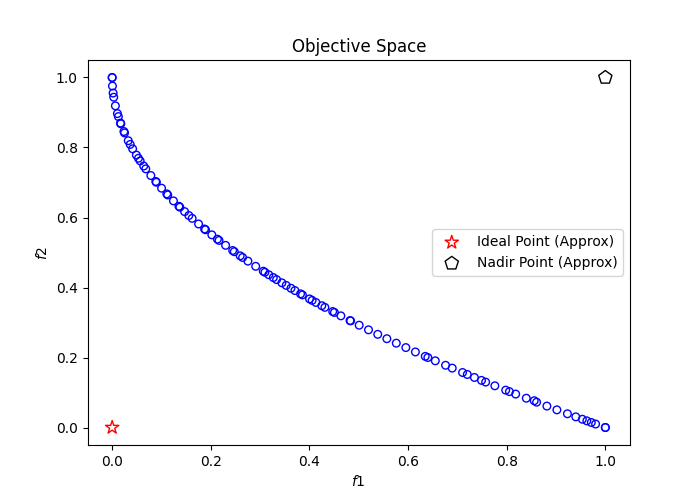 Objective Space
1.0
0.8
0.6
0.4
0.2
0.0
f2
Ideal Point (Approx)
Nadir Point (Approx)
0.0 0.2 0.4 0.6 0.8 1.0
f1